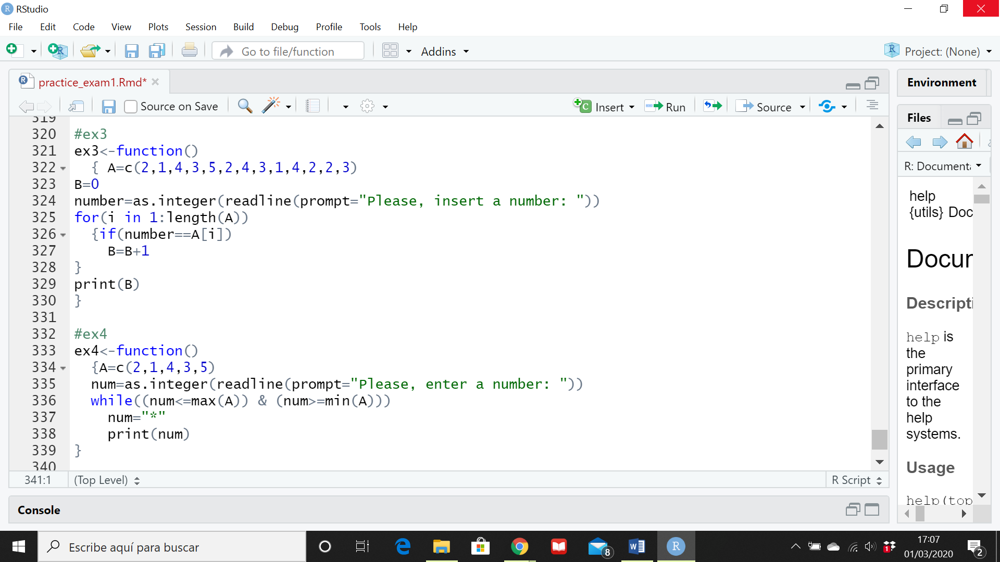 RStudio
File Edit Code View Plots Session Build Debug Profile Tools Help
Go to file/function Addins Project: (None)
practice_exam1.Rmd*
Source on Save Insert Run Source
319
320 #ex3
321 ex3<-function()
322 { A=c(2,1,4,3,5,2,4,3,1,4,2,2,3)
323 B=0
324 number=as.integer(readline(prompt="Please, insert a number: "))
325 for(i in 1:length(A))
326 {if(number==A[i])
327 B=B+1
328 }
329 print(B)
330 }
331
332 #ex4
333 ex4<-function()
334 {A=c(2,1,4,3,5)
335 num=as.integer(readline(prompt="Please, enter a number: "))
336 while((num<=max(A)) & (num>=min(A)))
337 num="*"
338 print(num)
339 }
340
341:1 (Top Level) R Script
Console
Environment
Files
R: Document
help
{utils} Doc
Docu
Descripti
help is
the
primary
interface
to the
help
systems.
Usage
help(top
Escribe aquí para buscar
8
1
17:07
01/03/2020
2